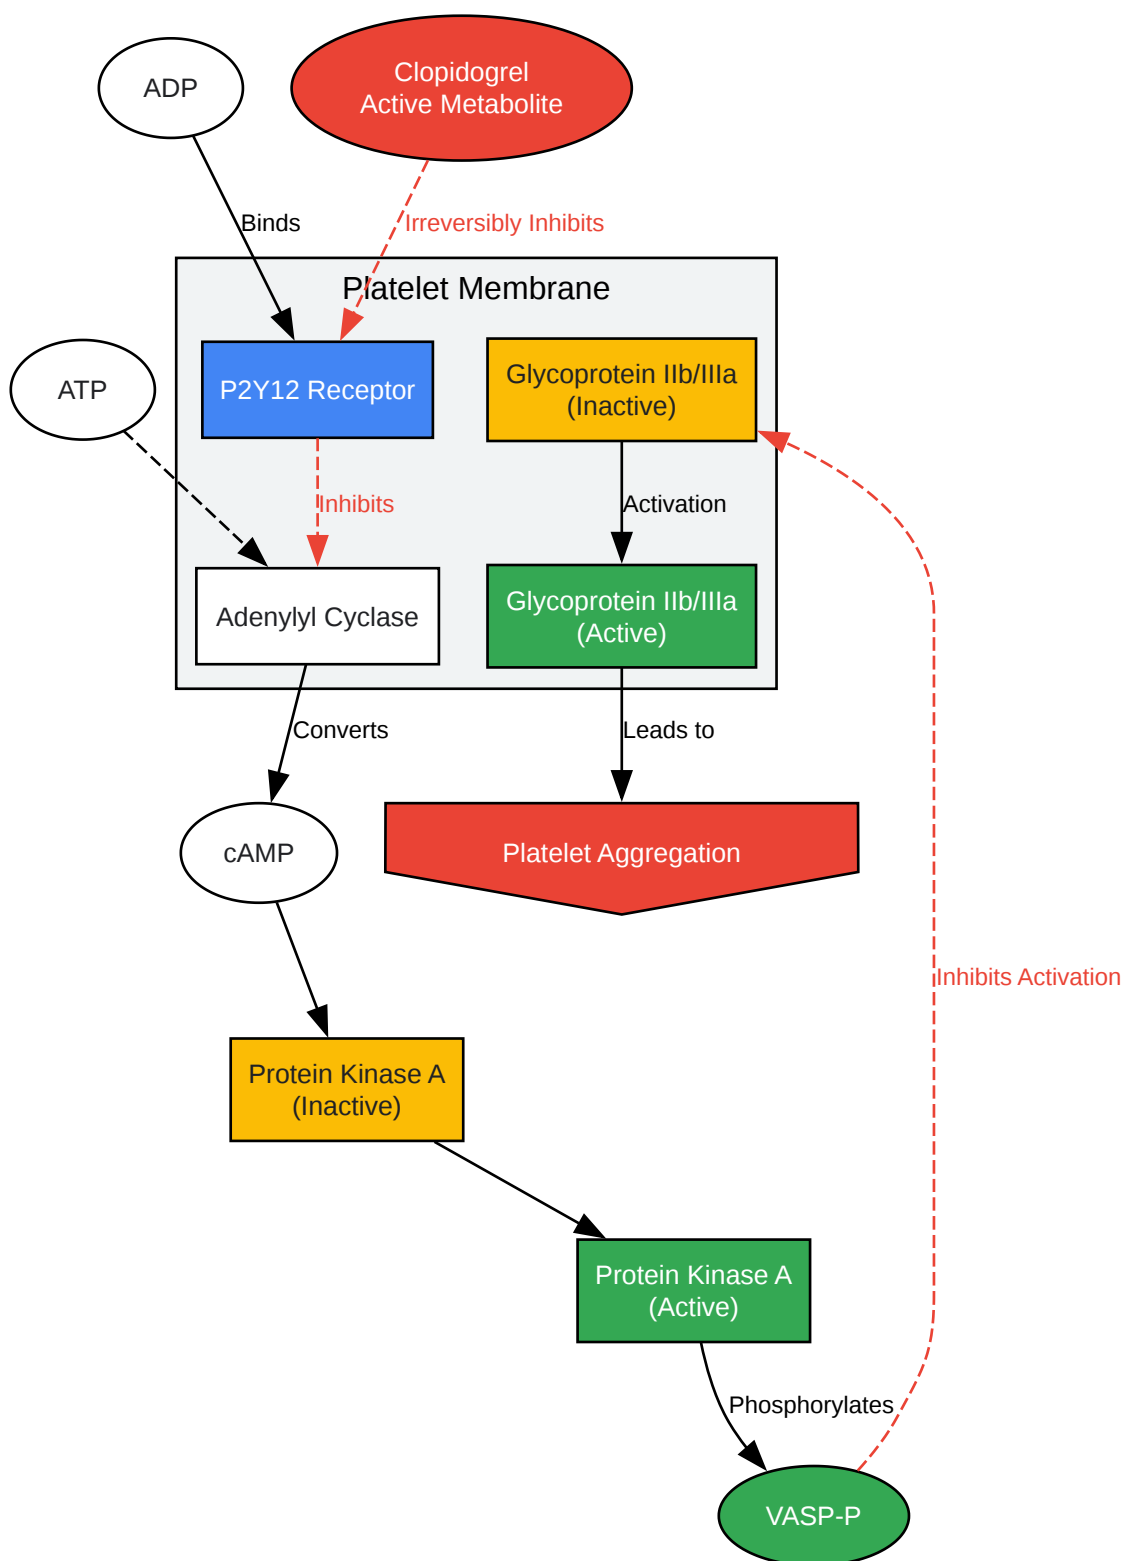 ADP
Clopidogrel
Active Metabolite
Binds
Irreversibly Inhibits
Platelet Membrane
ATP
P2Y12 Receptor
Glycoprotein IIb/IIIa
(Inactive)
Inhibits
Activation
Adenylyl Cyclase
Glycoprotein IIb/IIIa
(Active)
Converts
Leads to
cAMP
Platelet Aggregation
Inhibits Activation
Protein Kinase A
(Inactive)
Protein Kinase A
(Active)
Phosphorylates
VASP-P